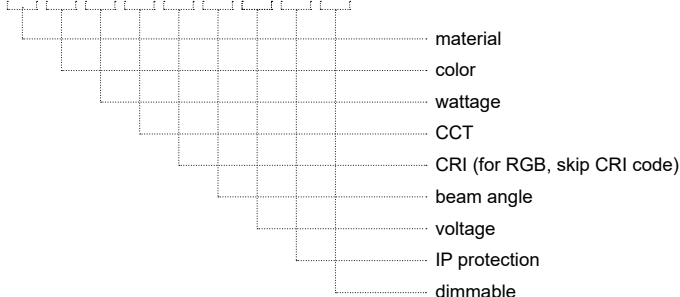 material
color
wattage
CCT
CRI (for RGB, skip CRI code)
beam angle
voltage
IP protection
dimmable